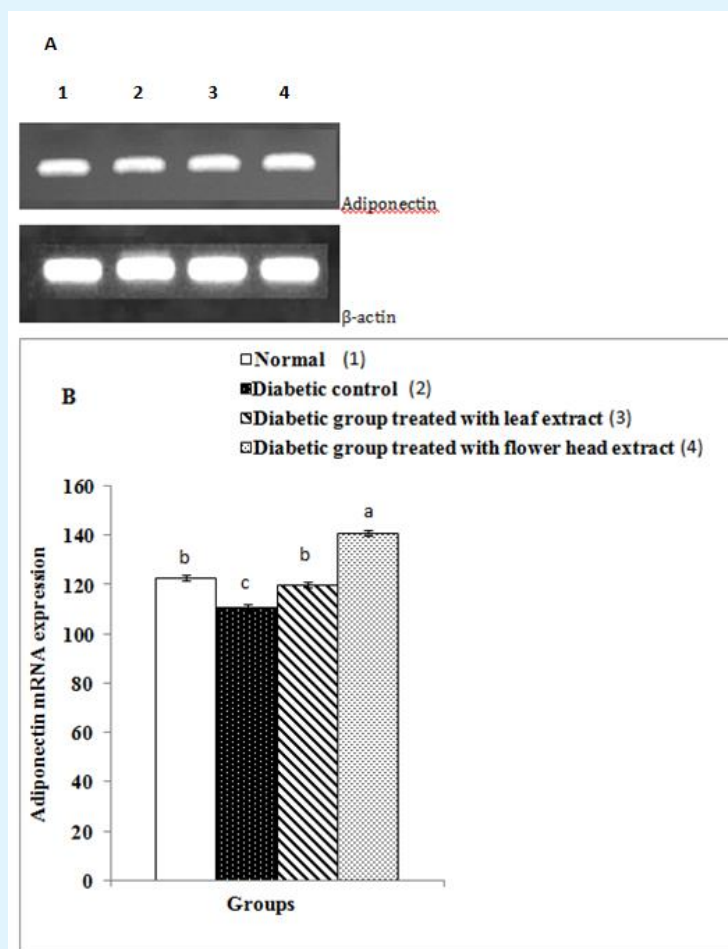 A
1 2 3 4
Adiponectin
β-actin
Normal (1)
Diabetic control (2)
B
Diabetic group treated with leaf extract (3)
Diabetic group treated with flower head extract (4)
160
140
120
100
80
60
40
20
0
Adiponectin mRNA expression
b
c
b
a
Groups